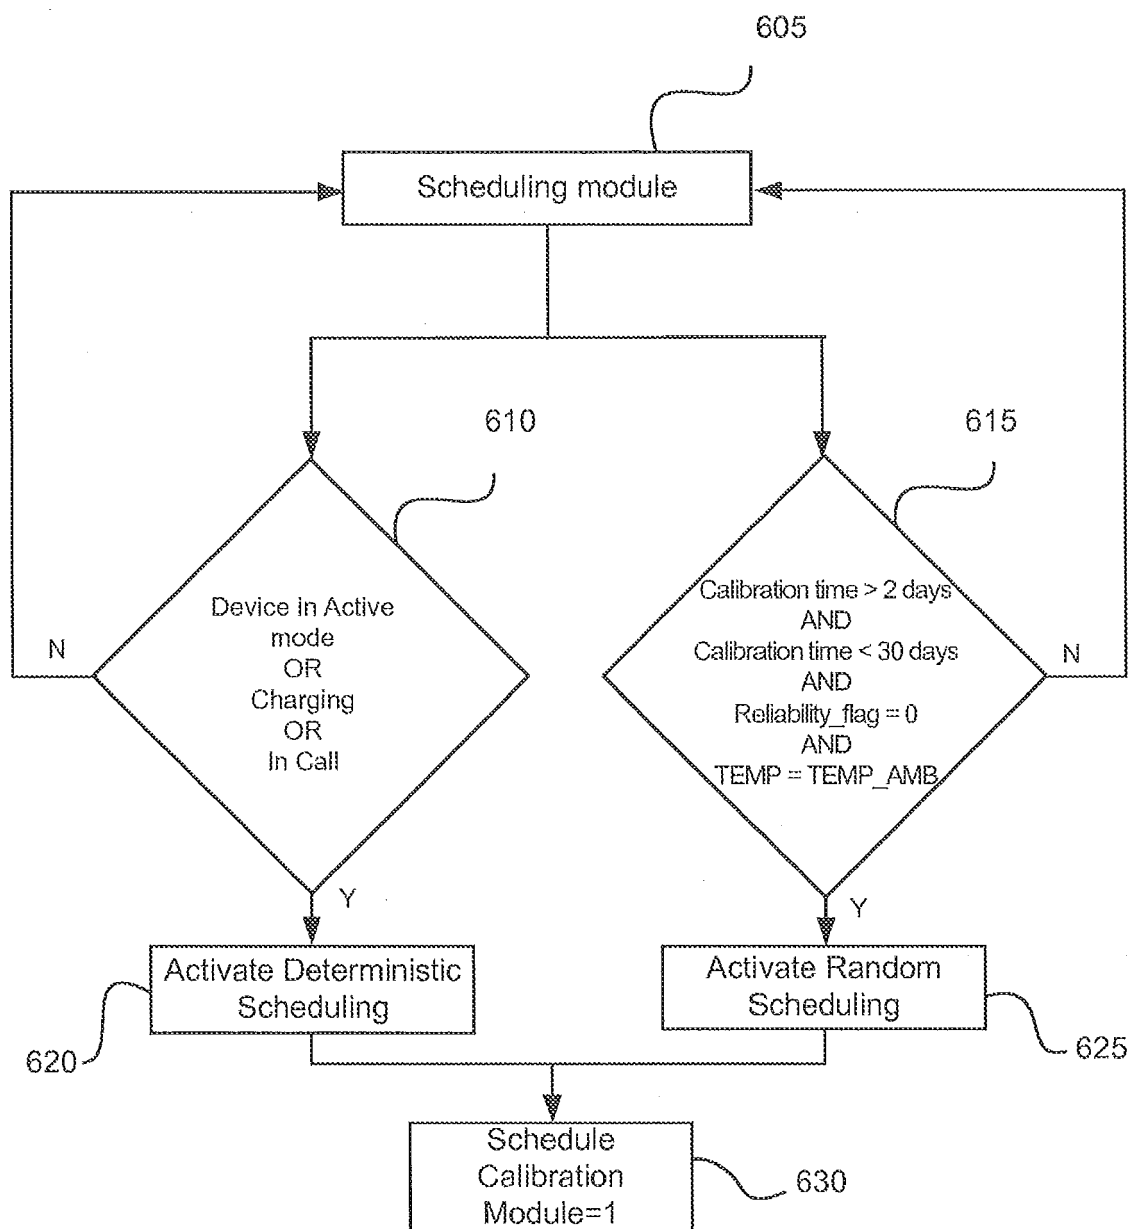 605
Scheduling module
610
615
Device in Active
mode
OR
Charging
OR
In Call
N
Calibration time > 2 days
AND
Calibration time < 30 days
AND
Reliability_flag = 0
AND
TEMP = TEMP_AMB
N
Y
Y
Activate Deterministic
Scheduling
Activate Random
Scheduling
620
625
Schedule
Calibration
Module=1
630